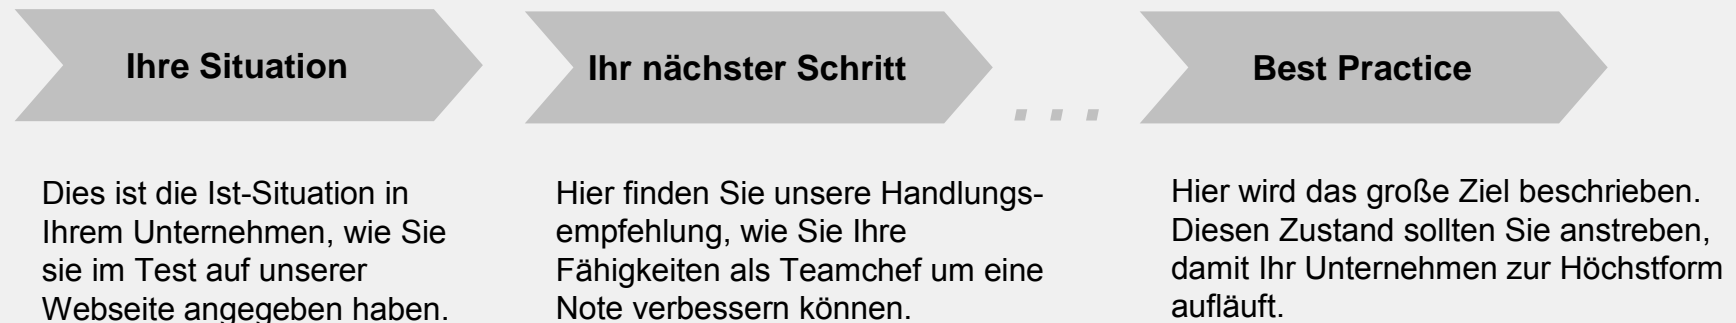 Ihre Situation
Ihr nächster Schritt
...
Best Practice
Dies ist die Ist-Situation in
Ihrem Unternehmen, wie Sie
sie im Test auf unserer
Webseite angegeben haben.
Hier finden Sie unsere Handlungs-
empfehlung, wie Sie Ihre
Fähigkeiten als Teamchef um eine
Note verbessern können.
Hier wird das große Ziel beschrieben.
Diesen Zustand sollten Sie anstreben,
damit Ihr Unternehmen zur Höchstform
aufläuft.